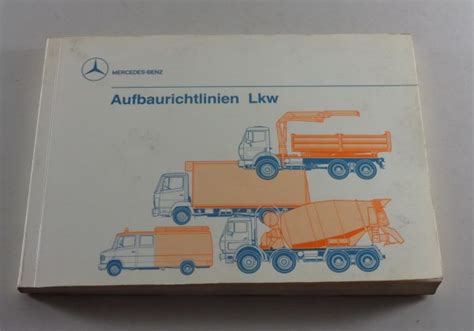 MERCEDES-BENZ
Aufbaurichtlinien Lkw